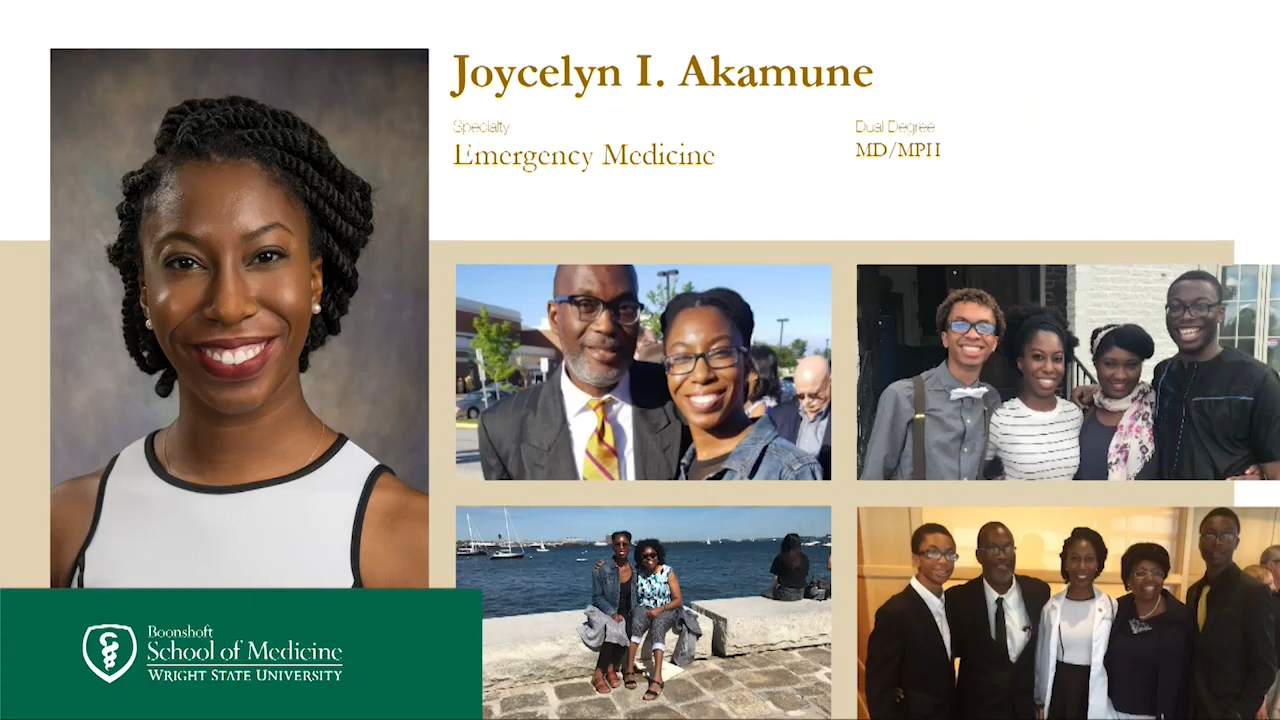 Joycelyn I. Akamune
Specialty
Dual Degree
Emergency Medicine
MD/MPH
Boonshoft
School of Medicine
WRIGHT STATE UNIVERSITY